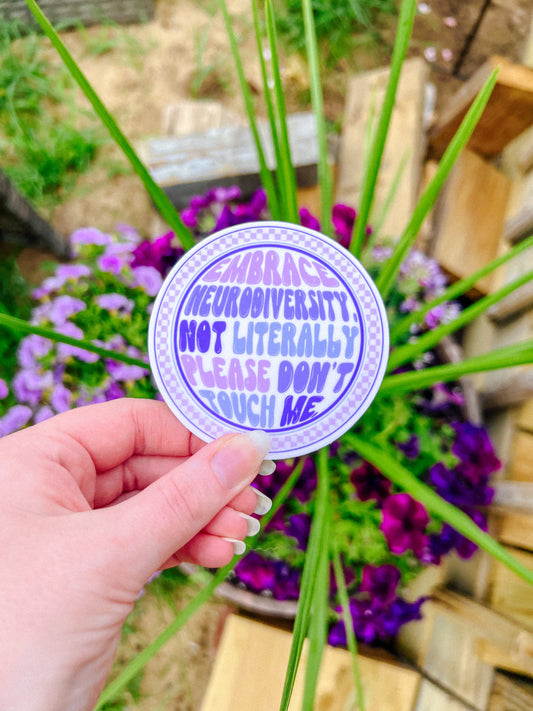 EMBRACE
NEURODIVERSITY.
NOT LITERALLY
PLEASE DON'T
TOUCH ME.